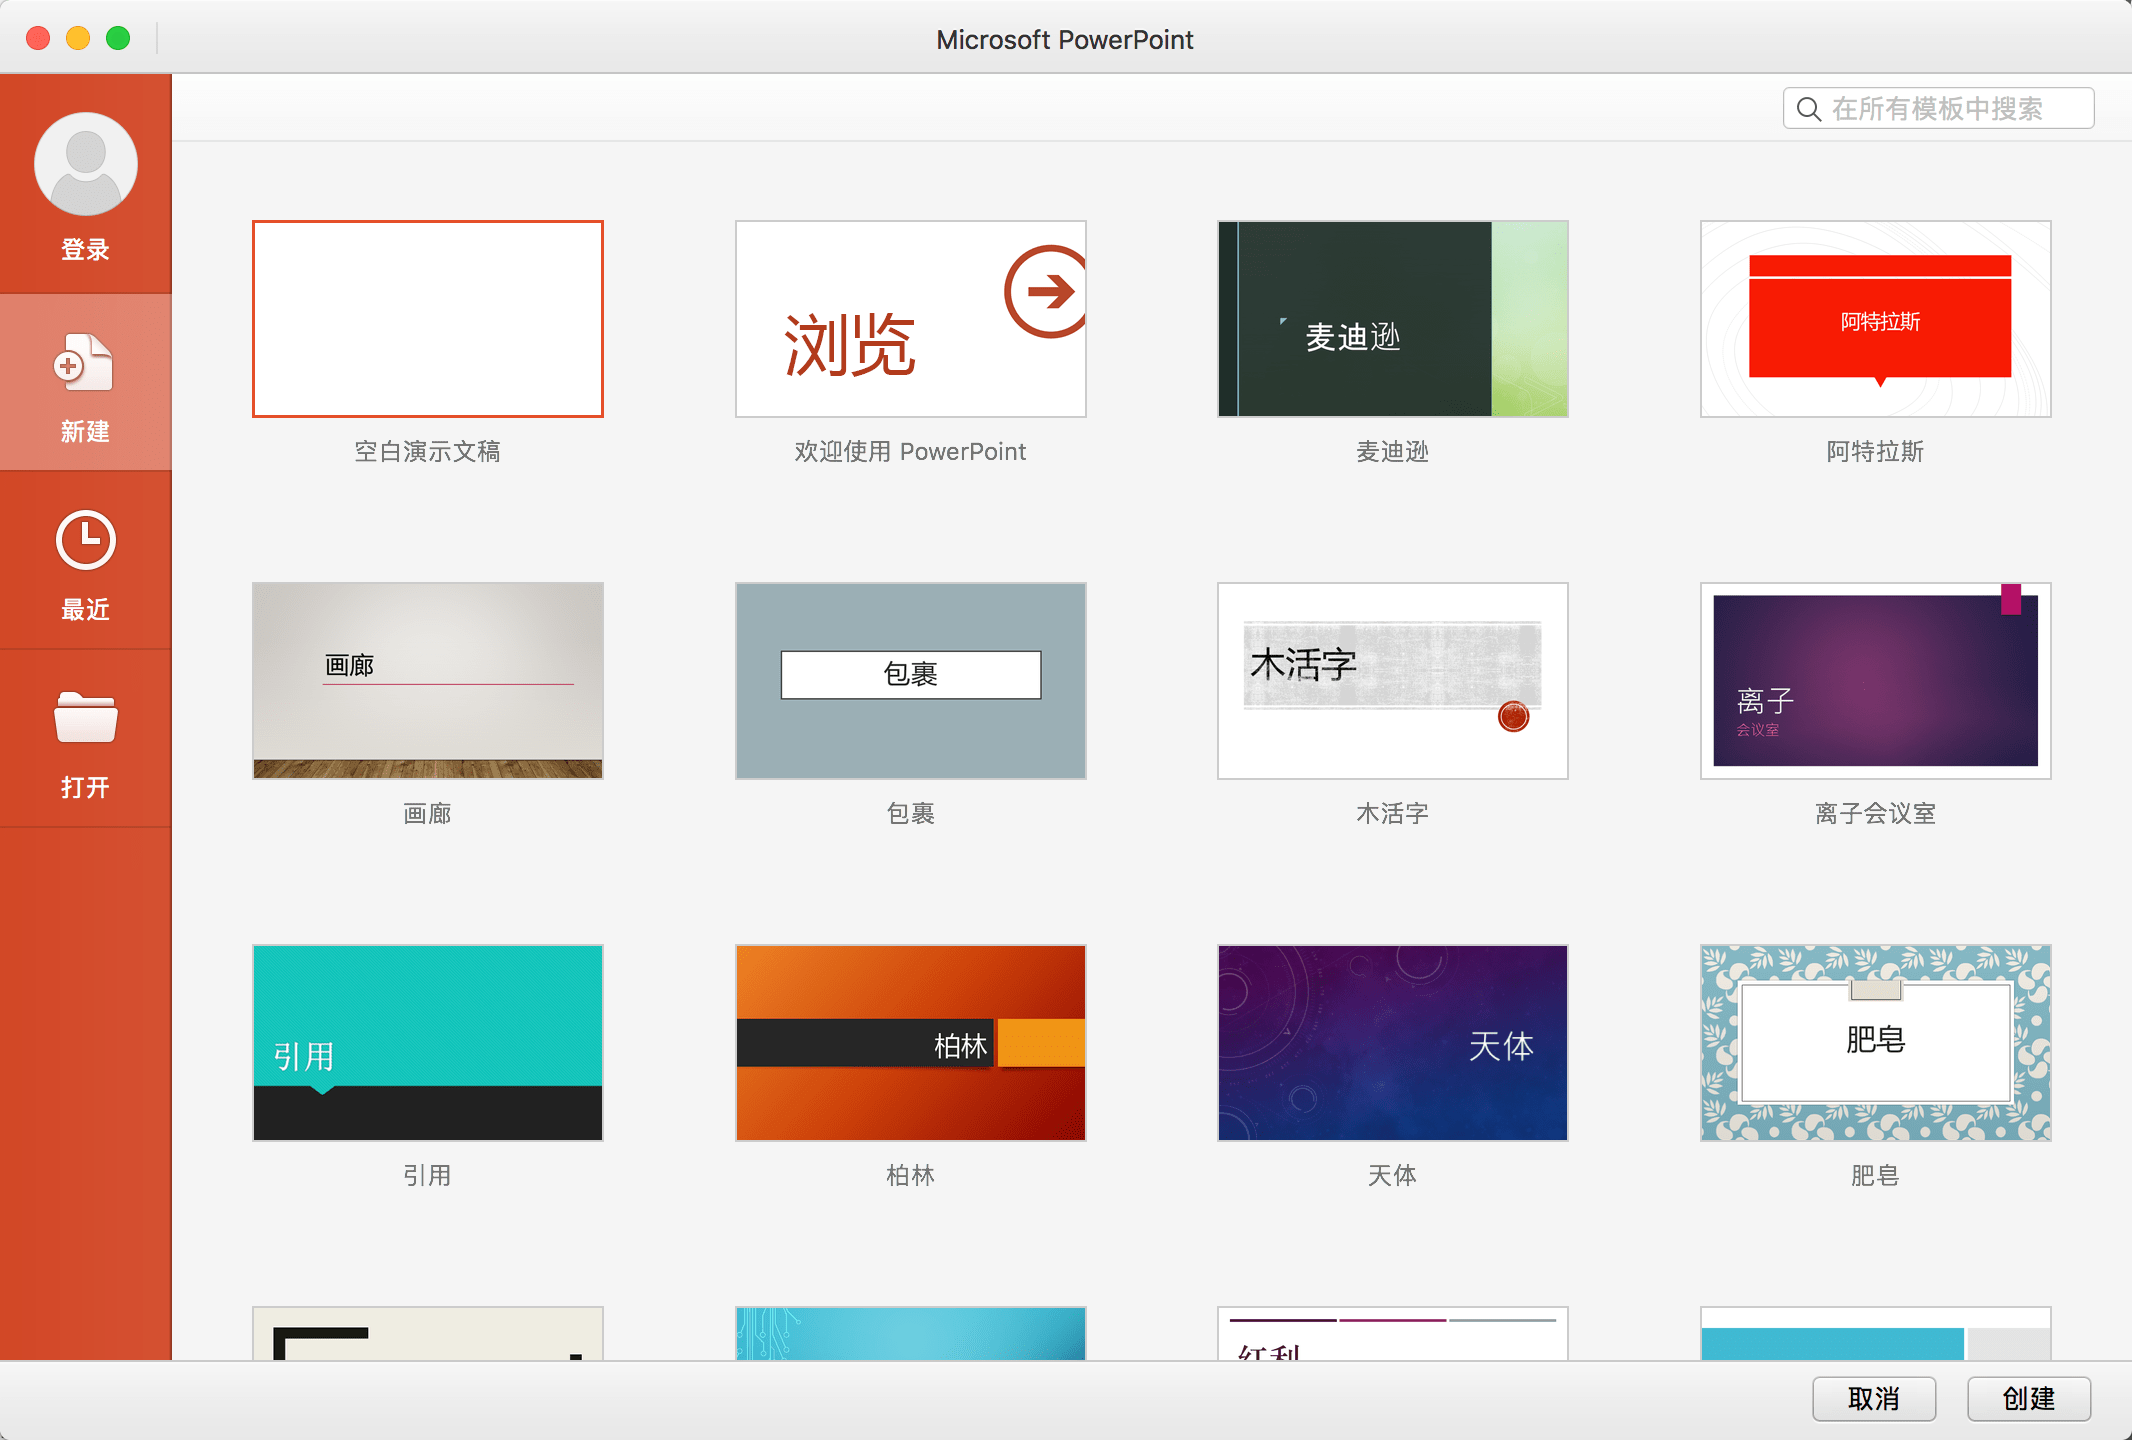 Microsoft PowerPoint
在所有模板中搜索
登录
新建
最近
打开
浏览
麦迪逊
阿特拉斯
空白演示文稿
欢迎使用 PowerPoint
麦迪逊
阿特拉斯
画廊
包裹
木活字
离子
会议室
画廊
包裹
木活字
离子会议室
引用
柏林
天体
肥皂
引用
柏林
天体
肥皂
红利
取消
创建